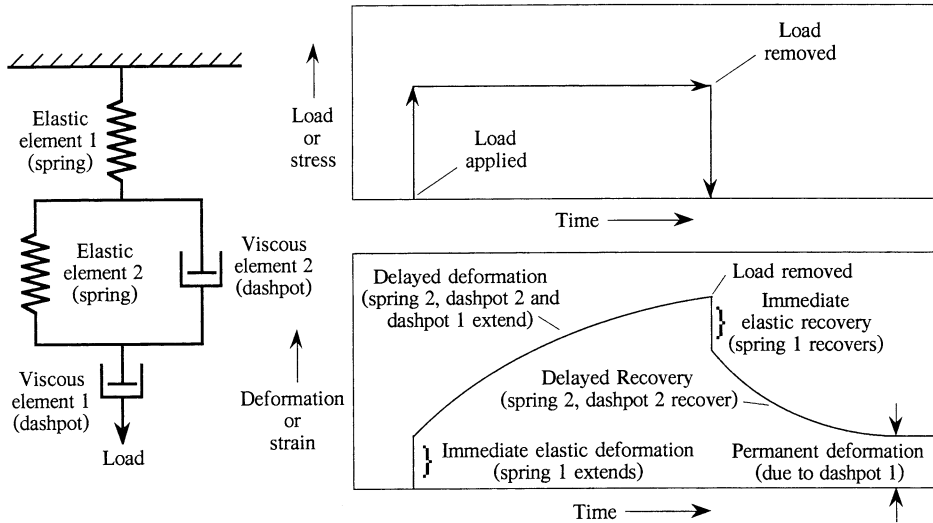 Elastic
element 1
(spring)
Elastic
element 2
(spring)
Viscous
element 2
(dashpot)
Viscous
element 1
(dashpot)
Load
Load
or
stress
Load
applied
Load
removed
Time
Deformation
or
strain
Delayed deformation
(spring 2, dashpot 2 and
dashpot 1 extend)
Load removed
Immediate
elastic recovery
(spring 1 recovers)
Delayed Recovery
(spring 2, dashpot 2 recover)
Immediate elastic deformation
(spring 1 extends)
Permanent deformation
(due to dashpot 1)
Time